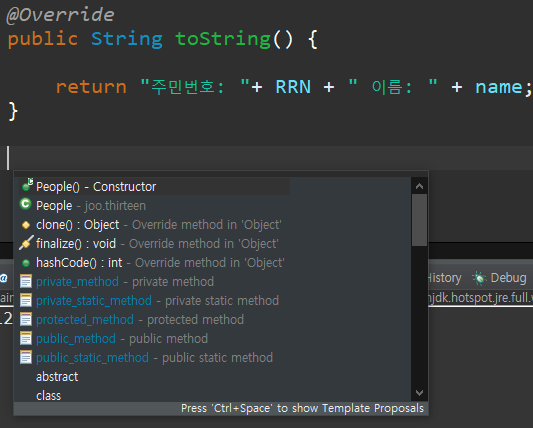 @Override
public String toString() {
return "주민번호: "+ RRN + " 이름: " + name;
}
People() - Constructor
People - joo.thirteen
clone() : Object - Override method in 'Object'
finalize() : void - Override method in 'Object'
hashCode() : int - Override method in 'Object'
private_method - private method
private_static_method - private static method
protected_method - protected method
public_method - public method
public_static_method - public static method
abstract
class
Press 'Ctrl+Space' to show Template Proposals
@
History
Debug
ain
njdk.hotspot.jre.full.
12